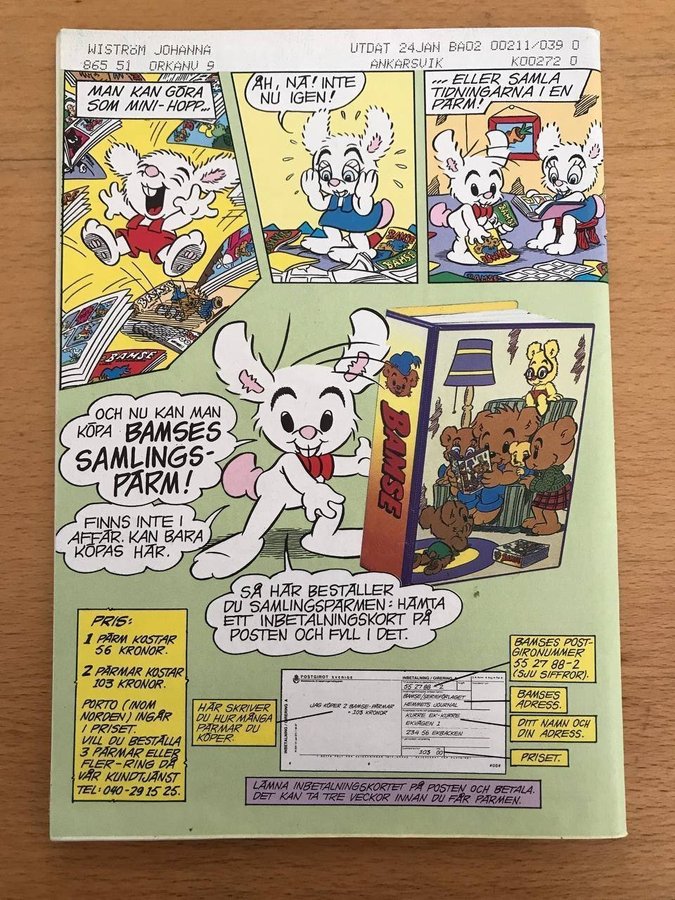 WISTRÖM JOHANNA UTDAT 24JAN BA02 00211/039 0
865 51 ORKANV 9 ANKARSVIK K00272 0
MAN KAN GÖRA
SOM MINI-HOPP...
ÅH, NÄ! INTE
NU IGEN!
... ELLER SAMLA
TIDNINGARNA I EN
PÄRM!
BAMSE
BAMSE
BAMSE
BAMSE
OCH NU KAN MAN
KÖPA BAMSES
SAMLINGS-
PÄRM!
FINNS INTE I
AFFÄR. KAN BARA
KÖPAS HÄR.
BAMSE
SÅ HÄR BESTÄLLER
DU SAMLINGSPÄRMEN: HÄMTA
ETT INBETALNINGSKORT PÅ
POSTEN OCH FYLL I DET.
PRIS:
1 PÄRM KOSTAR
56 KRONOR.
2 PÄRMAR KOSTAR
103 KRONOR.
PORTO (INOM
NORDEN) INGÅR
I PRISET.
VILL DU BESTÄLLA
3 PÄRMAR ELLER
FLER - RING DÅ
VÅR KUNDTJÄNST
TEL: 040-29 15 25.
HÄR SKRIVER
DU HUR MÅNGA
PÄRMAR DU
KÖPER.
POSTGIROT SVERIGE
INBETALNING / GIRERING A
55 27 88-2
BAMSE/SERIEFÖRLAGET
HEMMETS JOURNAL
JAG KÖPER 2 BAMSE-PÄRMAR
= 103 KRONOR
KURRE EK-KURRE
EKVÄGEN 1
234 56 EKBACKEN
103 00
INBETALNING / GIRERING A
BAMSES POST-
GIRONUMMER
55 27 88-2
(SJU SIFFROR).
BAMSES
ADRESS.
DITT NAMN OCH
DIN ADRESS.
PRISET.
LÄMNA INBETALNINGSKORTET PÅ POSTEN OCH BETALA.
DET KAN TA TRE VECKOR INNAN DU FÅR PÄRMEN.